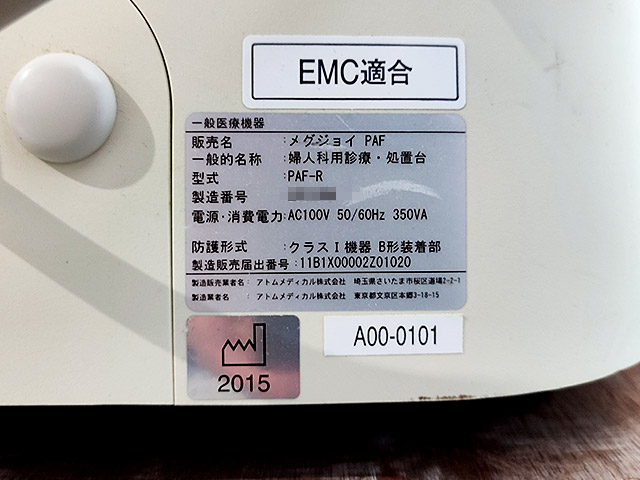 EMC適合
一般医療機器
販売名 :メグジョイ PAF
一般的名称 :婦人科用診療・処置台
型式 :PAF-R
製造番号
電源・消費電力:AC100V 50/60Hz 350VA
防護形式 :クラスⅠ機器 B形装着部
製造販売届出番号:11B1X00002Z01020
製造販売業者名: アトムメディカル株式会社 埼玉県さいたま市桜区道場2-2-1
販売業者名: アトムメディカル株式会社 東京都文京区本郷3-18-15
2015
A00-0101